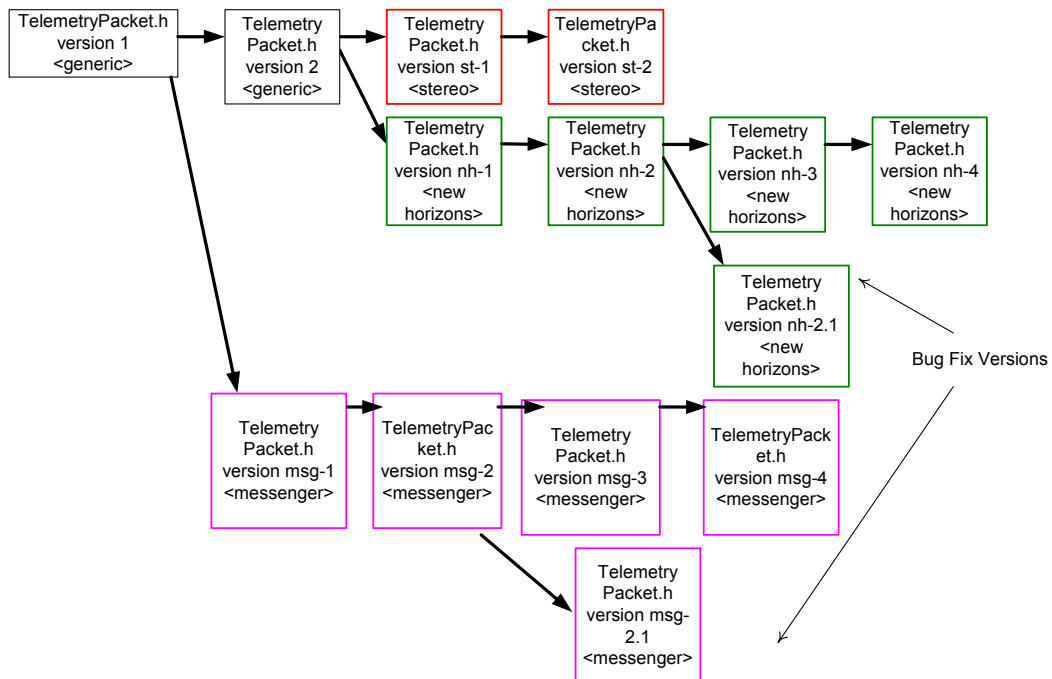 TelemetryPacket.h
version 1
<generic>
Telemetry
Packet.h
version 2
<generic>
Telemetry
Packet.h
version st-1
<stereo>
TelemetryPa
cket.h
version st-2
<stereo>
Telemetry
Packet.h
version nh-1
<new
horizons>
Telemetry
Packet.h
version nh-2
<new
horizons>
Telemetry
Packet.h
version nh-3
<new
horizons>
Telemetry
Packet.h
version nh-4
<new
horizons>
Telemetry
Packet.h
version nh-2.1
<new
horizons>
Bug Fix Versions
Telemetry
Packet.h
version msg-1
<messenger>
TelemetryPac
ket.h
version msg-2
<messenger>
Telemetry
Packet.h
version msg-3
<messenger>
TelemetryPack
et.h
version msg-4
<messenger>
Telemetry
Packet.h
version msg-
2.1
<messenger>